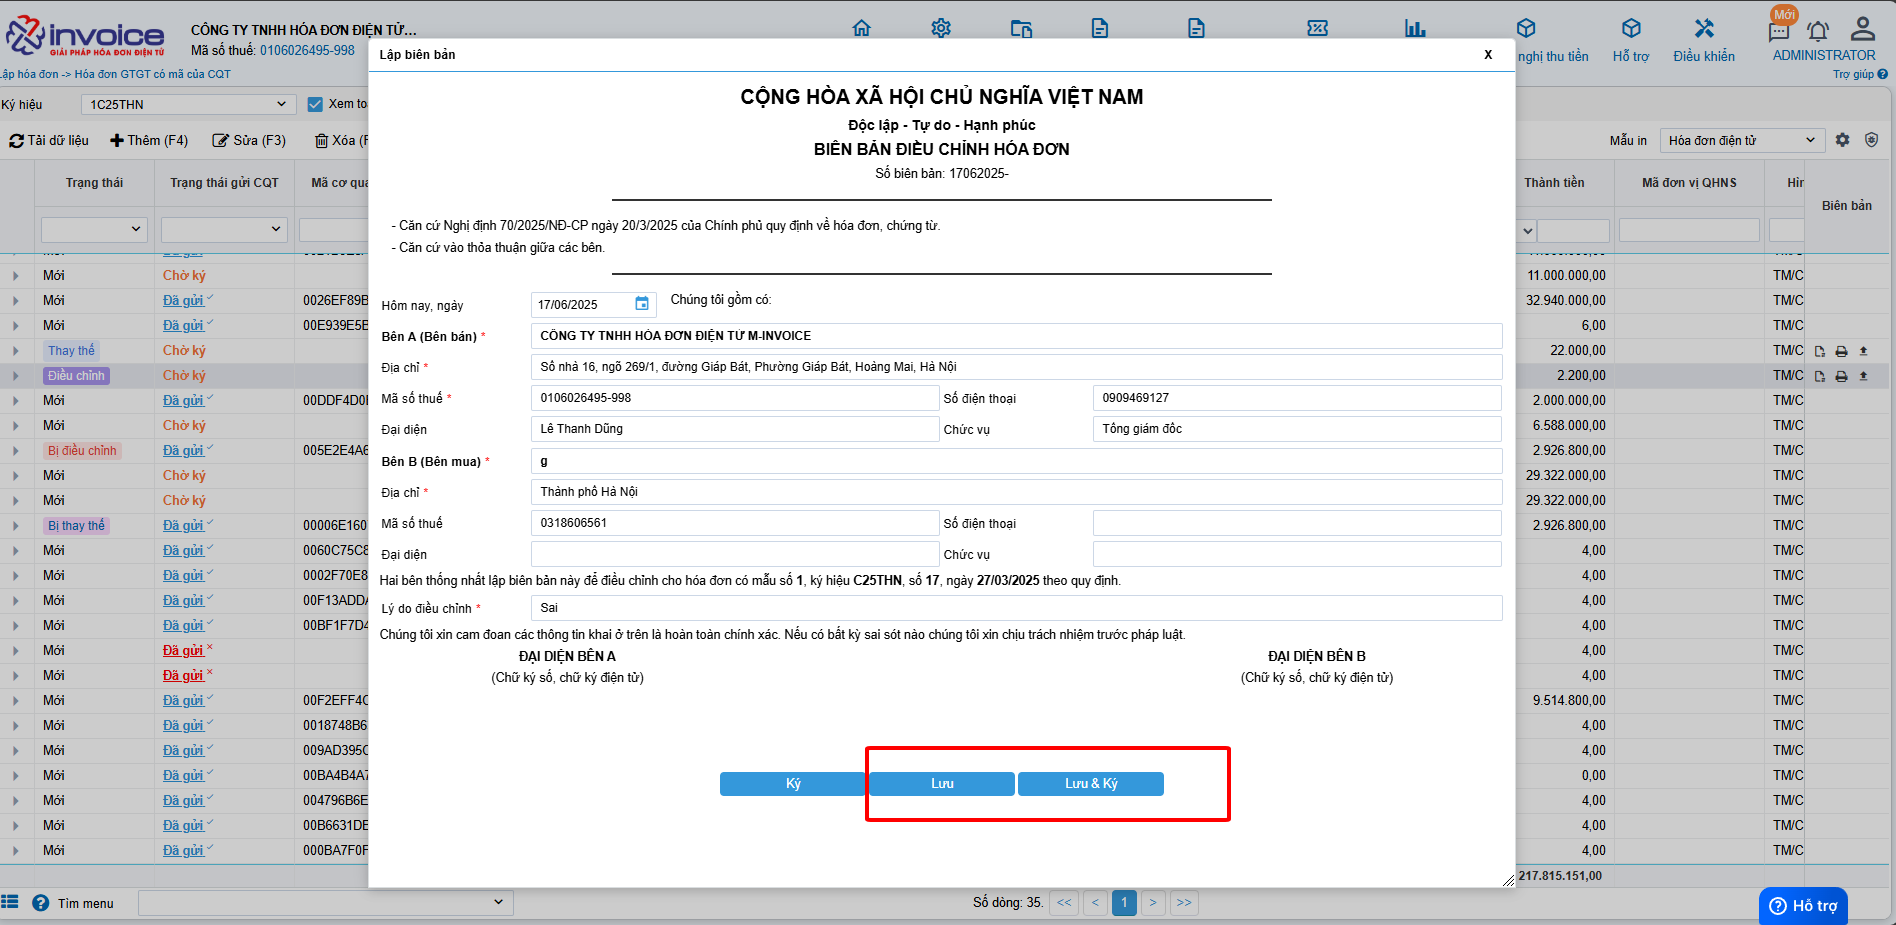 invoice
GIẢI PHÁP HÓA ĐƠN ĐIỆN TỬ
CÔNG TY TNHH HÓA ĐƠN ĐIỆN TỬ...
Mã số thuế: 0106026495-998
Lập hóa đơn -> Hóa đơn GTGT có mã của CQT
nghị thu tiền
Hỗ trợ
Điều khiển
Mới
ADMINISTRATOR
Trợ giúp
Ký hiệu
1C25THN
Tải dữ liệu
Thêm (F4)
Sửa (F3)
Mẫu in
Hóa đơn điện tử
Trạng thái
Trạng thái gửi CQT
Thành tiền
Mã đơn vị QHNS
Biên bản
Lập biên bản
X
CỘNG HÒA XÃ HỘI CHỦ NGHĨA VIỆT NAM
Độc lập - Tự do - Hạnh phúc
BIÊN BẢN ĐIỀU CHỈNH HÓA ĐƠN
Số biên bản: 17062025-
- Căn cứ Nghị định 70/2025/NĐ-CP ngày 20/3/2025 của Chính phủ quy định về hóa đơn, chứng từ.
- Căn cứ vào thỏa thuận giữa các bên.
Hôm nay, ngày 17/06/2025 Chúng tôi gồm có:
Bên A (Bên bán) * CÔNG TY TNHH HÓA ĐƠN ĐIỆN TỬ M-INVOICE
Địa chỉ * Số nhà 16, ngõ 269/1, đường Giáp Bát, Phường Giáp Bát, Hoàng Mai, Hà Nội
Mã số thuế * 0106026495-998 Số điện thoại 0909469127
Đại diện Lê Thanh Dũng Chức vụ Tổng giám đốc
Bên B (Bên mua) * g
Địa chỉ * Thành phố Hà Nội
Mã số thuế 0318606561 Số điện thoại
Đại diện Chức vụ
Hai bên thống nhất lập biên bản này để điều chỉnh cho hóa đơn có mẫu số 1, ký hiệu C25THN, số 17, ngày 27/03/2025 theo quy định.
Lý do điều chỉnh * Sai
Chúng tôi xin cam đoan các thông tin khai ở trên là hoàn toàn chính xác. Nếu có bất kỳ sai sót nào chúng tôi xin chịu trách nhiệm trước pháp luật.
ĐẠI DIỆN BÊN A ĐẠI DIỆN BÊN B
(Chữ ký số, chữ ký điện tử) (Chữ ký số, chữ ký điện tử)
Ký Lưu Lưu & Ký
Mới Chờ ký 11.000.000,00 TM/C
Mới Đã gửi 0026EF89B 32.940.000,00 TM/C
Mới Đã gửi 00E939E5B 6,00 TM/C
Thay thế Chờ ký 22.000,00 TM/C
Điều chỉnh Chờ ký 2.200,00 TM/C
Mới Đã gửi 00DDF4D0 2.000.000,00 TM/C
Mới Chờ ký 6.588.000,00 TM/C
Bị điều chỉnh Đã gửi 005E2E4A6 2.926.800,00 TM/C
Mới Chờ ký 29.322.000,00 TM/C
Mới Chờ ký 29.322.000,00 TM/C
Bị thay thế Đã gửi 00006E160 2.926.800,00 TM/C
Mới Đã gửi 0060C75C8 4,00 TM/C
Mới Đã gửi 0002F70E8 4,00 TM/C
Mới Đã gửi 00F13ADD 4,00 TM/C
Mới Đã gửi 00BF1F7D4 4,00 TM/C
Mới Đã gửi 4,00 TM/C
Mới Đã gửi 4,00 TM/C
Mới Đã gửi 00F2EFF4C 9.514.800,00 TM/C
Mới Đã gửi 0018748B6 4,00 TM/C
Mới Đã gửi 009AD395C 4,00 TM/C
Mới Đã gửi 00BA4B4A7 0,00 TM/C
Mới Đã gửi 004796B6E 4,00 TM/C
Mới Đã gửi 00B6631DE 4,00 TM/C
Mới Đã gửi 000BA7F0F 4,00 TM/C
217.815.151,00
Tìm menu
Số dòng: 35. << < 1 > >>
Hỗ trợ